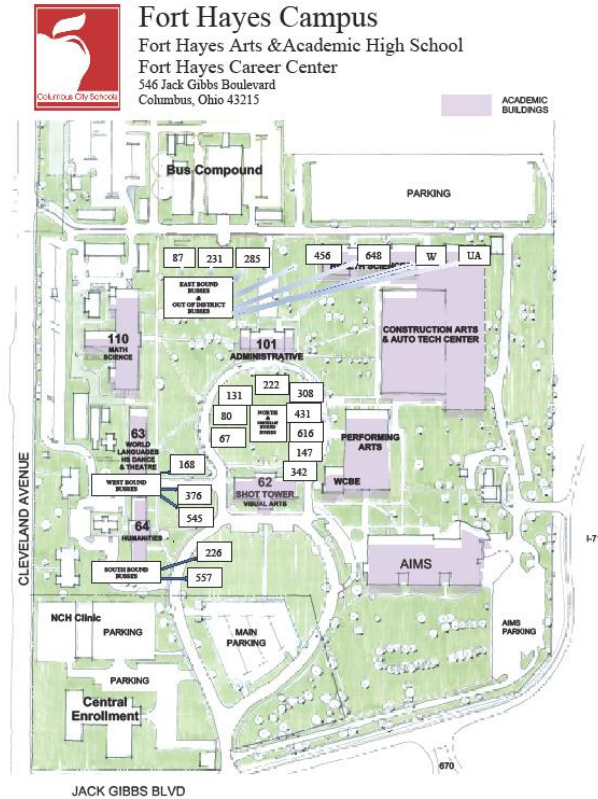 Fort Hayes Campus
Fort Hayes Arts &Academic High School
Fort Hayes Career Center
546 Jack Gibbs Boulevard
Columbus, Ohio 43215
Columbus City Schools
ACADEMIC
BUILDINGS
Bus Compound
PARKING
87
231
285
456
648
W
UA
EAST BOUND
BUSSES
&
OUT OF DISTRICT
BUSSES
110
MATH
SCIENCE
101
ADMINISTRATIVE
CONSTRUCTION ARTS
& AUTO TECH CENTER
222
131
308
80
NORTH
&
BOUND
BUSSES
431
67
616
147
342
63
WORLD
LANGUAGES
HS DANCE
& THEATRE
PERFORMING
ARTS
WCBE
168
WEST BOUND
BUSSES
376
545
62
SHOT TOWER
VISUAL ARTS
64
HUMANITIES
226
SOUTH BOUND
BUSSES
557
AIMS
CLEVELAND AVENUE
I-7
NCH Clinic
PARKING
MAIN
PARKING
AIMS
PARKING
PARKING
Central
Enrollment
670
JACK GIBBS BLVD